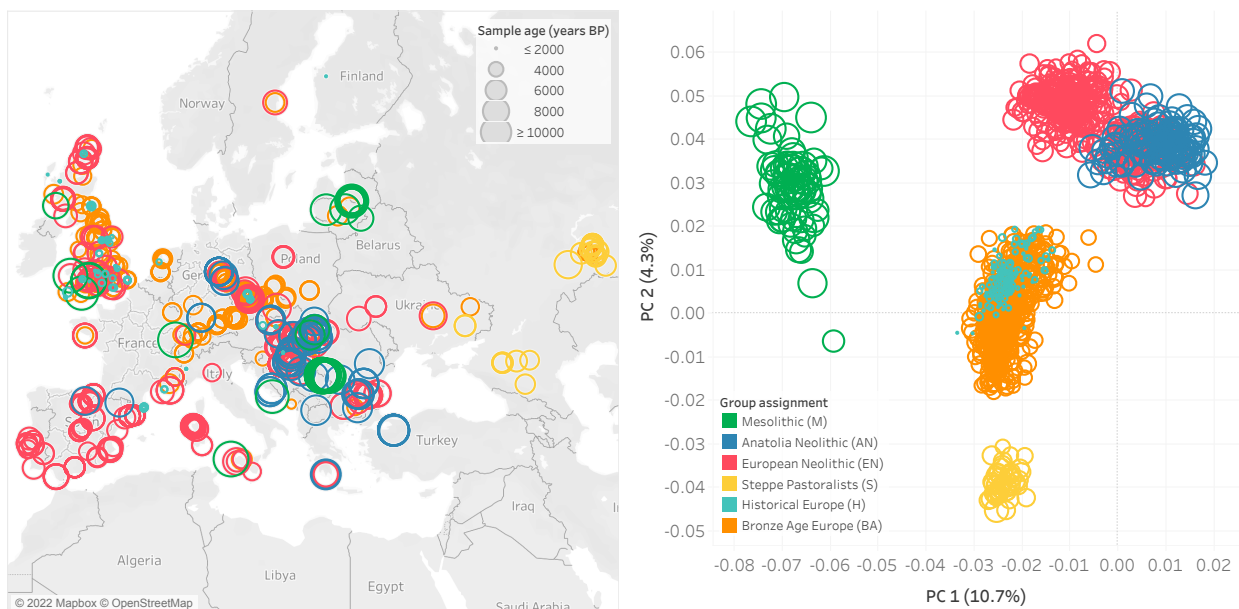 Sample age (years BP)
≤ 2000
4000
6000
8000
≥ 10000
Finland
Norway
Belarus
Poland
Ger
Ukra
France
Italy
S
Turkey
Iraq
Ir
Algeria
Libya
Egypt
Saudi Arabia
© 2022 Mapbox © OpenStreetMap
PC 2 (4.3%)
0.06
0.05
0.04
0.03
0.02
0.01
0.00
-0.01
-0.02
-0.03
-0.04
-0.05
Group assignment
Mesolithic (M)
Anatolia Neolithic (AN)
European Neolithic (EN)
Steppe Pastoralists (S)
Historical Europe (H)
Bronze Age Europe (BA)
-0.08 -0.07 -0.06 -0.05 -0.04 -0.03 -0.02 -0.01 0.00 0.01 0.02
PC 1 (10.7%)